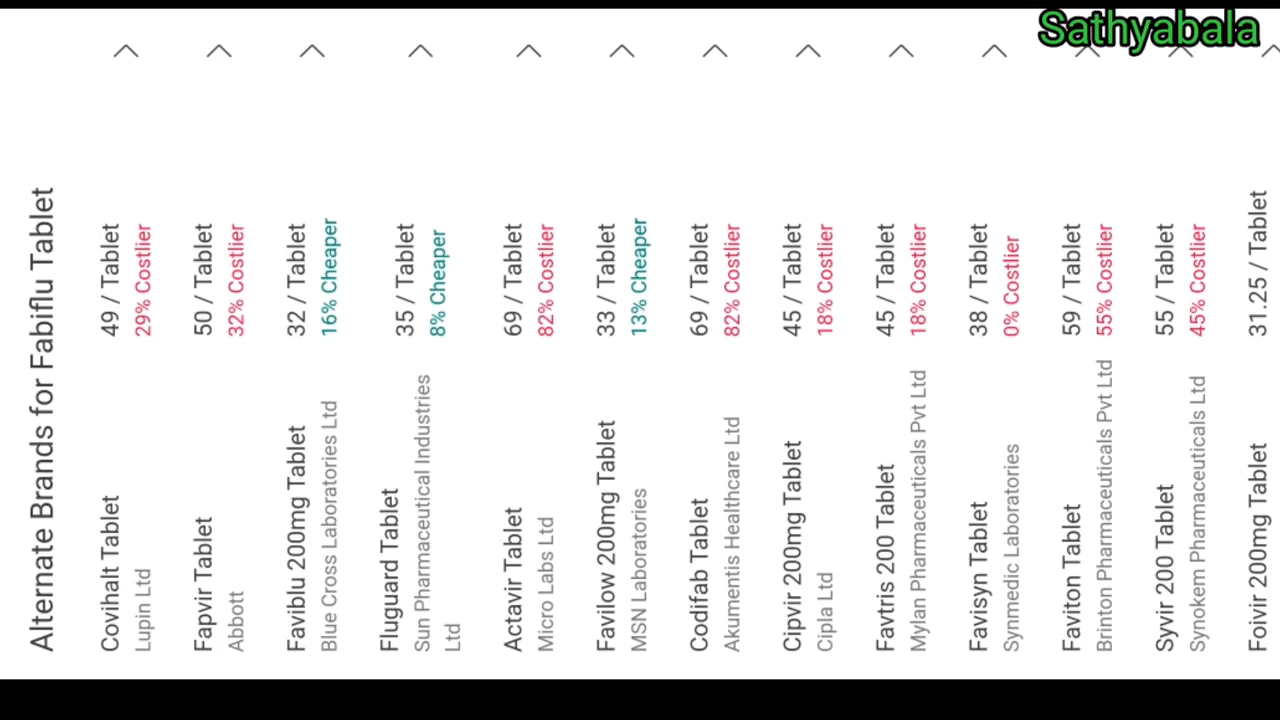 Sathyabala
Alternate Brands for Fabiflu Tablet
Covihalt Tablet 49 / Tablet
Lupin Ltd 29% Costlier
Fapvir Tablet 50 / Tablet
Abbott 32% Costlier
Faviblu 200mg Tablet 32 / Tablet
Blue Cross Laboratories Ltd 16% Cheaper
Fluguard Tablet 35 / Tablet
Sun Pharmaceutical Industries 8% Cheaper
Ltd
Actavir Tablet 69 / Tablet
Micro Labs Ltd 82% Costlier
Favilow 200mg Tablet 33 / Tablet
MSN Laboratories 13% Cheaper
Codifab Tablet 69 / Tablet
Akumentis Healthcare Ltd 82% Costlier
Cipvir 200mg Tablet 45 / Tablet
Cipla Ltd 18% Costlier
Favtris 200 Tablet 45 / Tablet
Mylan Pharmaceuticals Pvt Ltd 18% Costlier
Favisyn Tablet 38 / Tablet
Synmedic Laboratories 0% Costlier
Faviton Tablet 59 / Tablet
Brinton Pharmaceuticals Pvt Ltd 55% Costlier
Syvir 200 Tablet 55 / Tablet
Synokem Pharmaceuticals Ltd 45% Costlier
Foivir 200mg Tablet 31.25 / Tablet